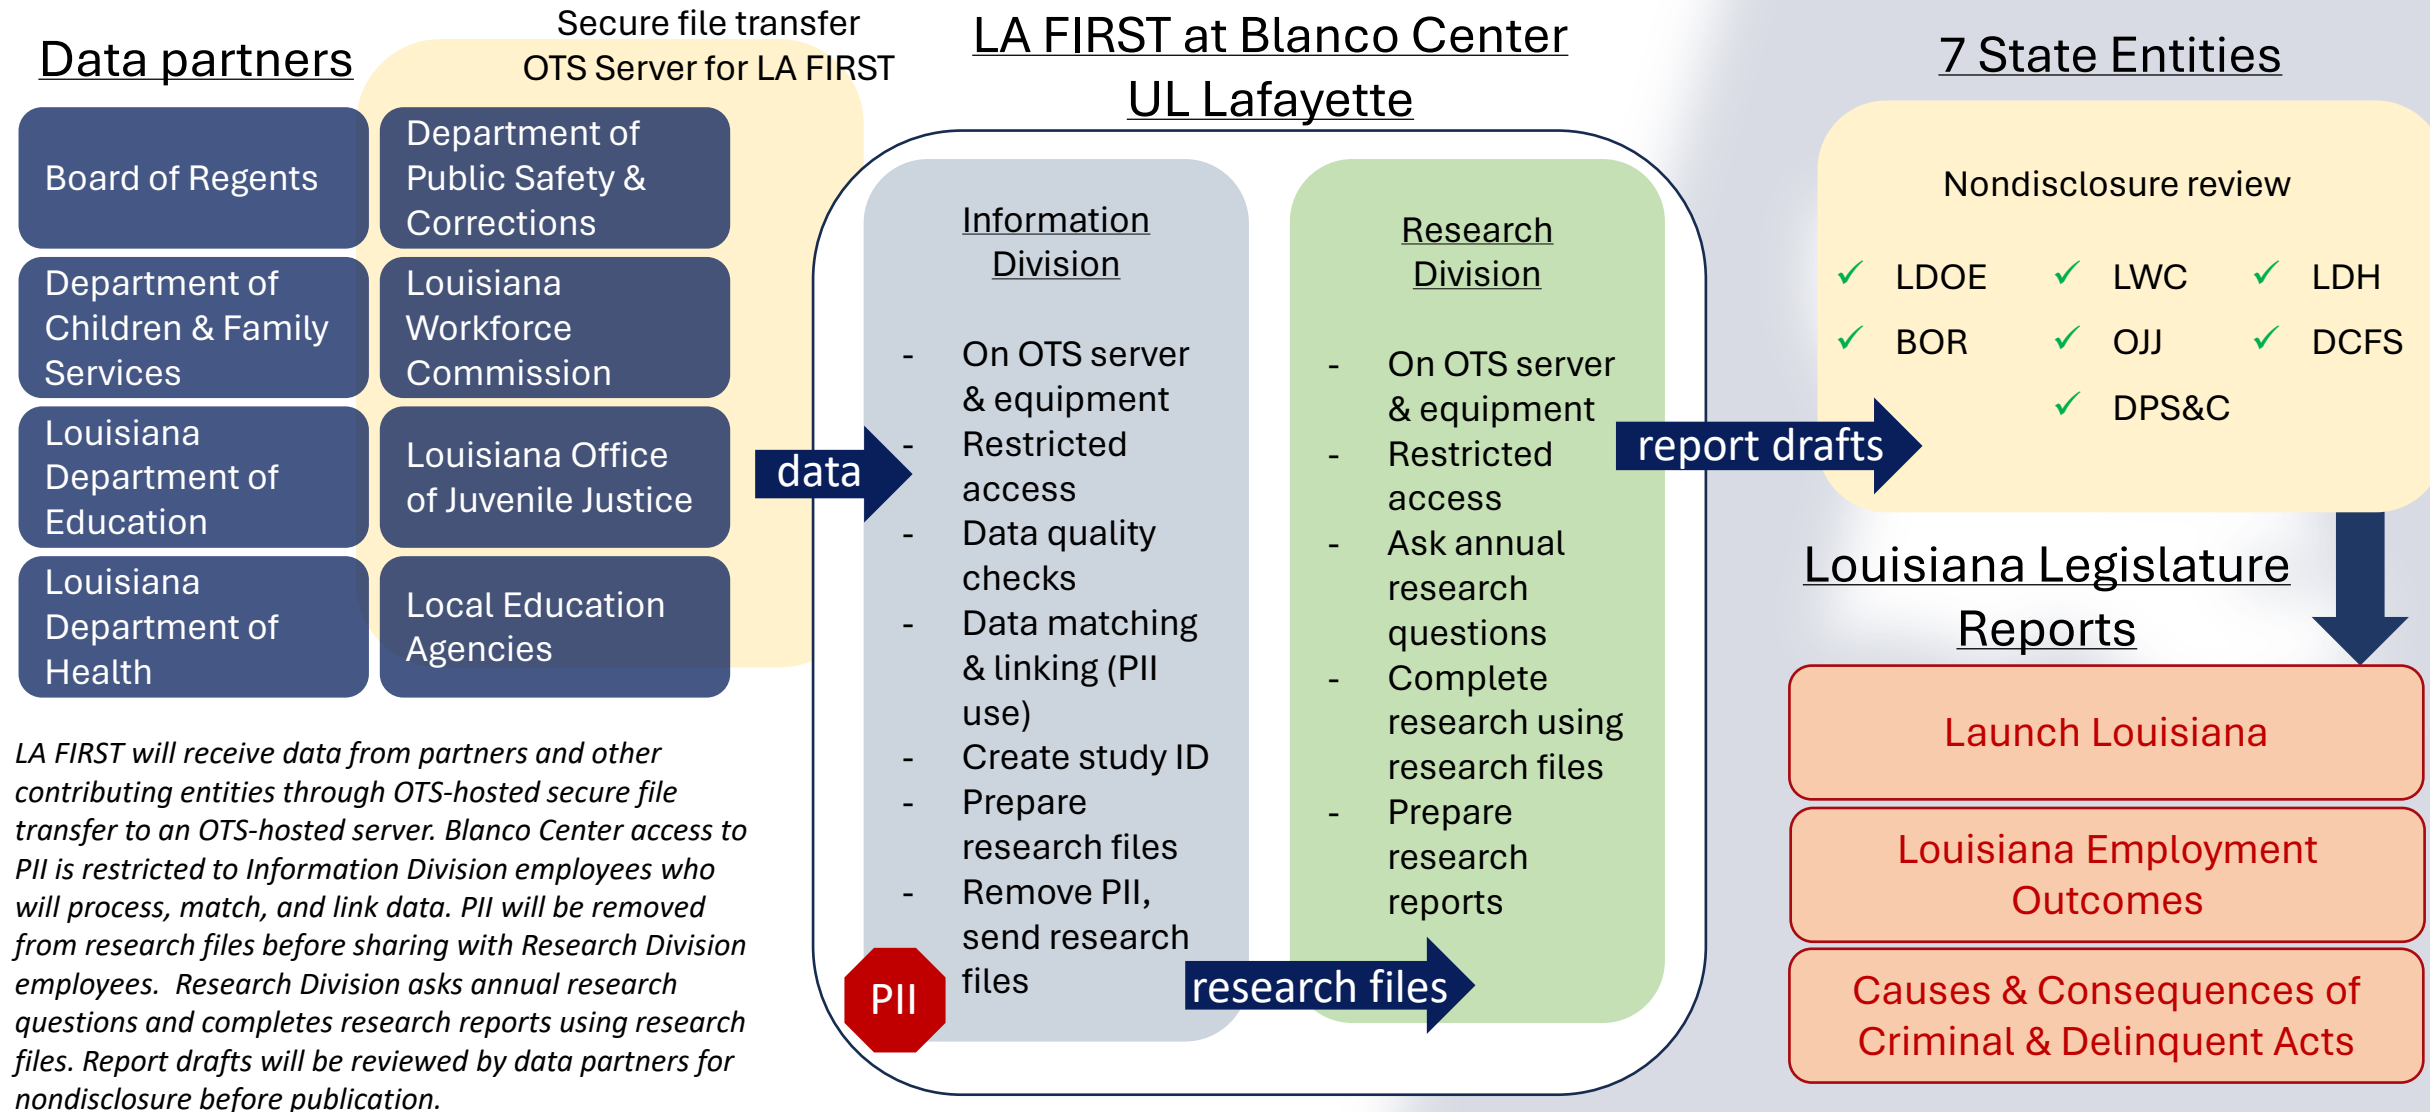 Data partners
Secure file transfer
OTS Server for LA FIRST
Board of Regents
Department of
Public Safety &
Corrections
Department of
Children & Family
Services
Louisiana
Workforce
Commission
Louisiana
Department of
Education
Louisiana Office
of Juvenile Justice
Louisiana
Department of
Health
Local Education
Agencies
LA FIRST will receive data from partners and other
contributing entities through OTS-hosted secure file
transfer to an OTS-hosted server. Blanco Center access to
PII is restricted to Information Division employees who
will process, match, and link data. PII will be removed
from research files before sharing with Research Division
employees.  Research Division asks annual research
questions and completes research reports using research
files. Report drafts will be reviewed by data partners for
nondisclosure before publication.
data
LA FIRST at Blanco Center
UL Lafayette
Information
Division
- On OTS server
& equipment
- Restricted
access
- Data quality
checks
- Data matching
& linking (PII
use)
- Create study ID
- Prepare
research files
- Remove PII,
send research
files
PII
research files
Research
Division
- On OTS server
& equipment
- Restricted
access
- Ask annual
research
questions
- Complete
research using
research files
- Prepare
research
reports
report drafts
7 State Entities
Nondisclosure review
✓ LDOE ✓ LWC ✓ LDH
✓ BOR ✓ OJJ ✓ DCFS
✓ DPS&C
Louisiana Legislature
Reports
Launch Louisiana
Louisiana Employment
Outcomes
Causes & Consequences of
Criminal & Delinquent Acts